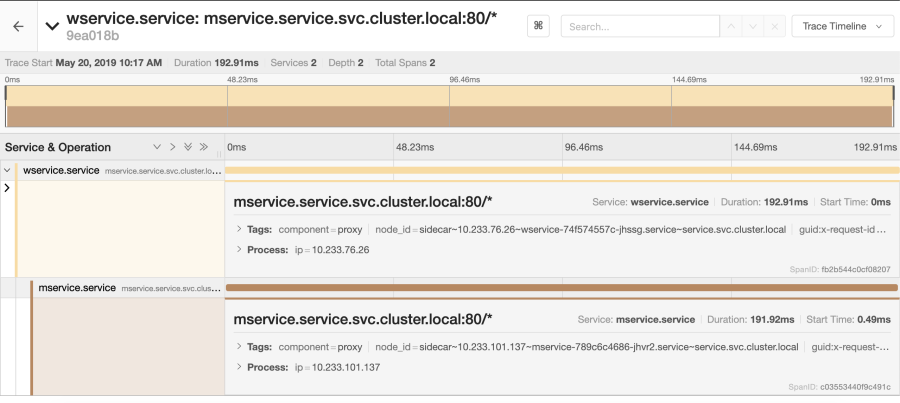 wservice.service: mservice.service.svc.cluster.local:80/*
9ea018b
⌘
Search...
Trace Timeline
Trace Start May 20, 2019 10:17 AM Duration 192.91ms Services 2 Depth 2 Total Spans 2
0ms 48.23ms 96.46ms 144.69ms 192.91ms
Service & Operation 0ms 48.23ms 96.46ms 144.69ms 192.91ms
wservice.service mservice.service.svc.cluster.lo...
mservice.service.svc.cluster.local:80/* Service: wservice.service Duration: 192.91ms Start Time: 0ms
Tags: component = proxy node_id = sidecar~10.233.76.26~wservice-74f574557c-jhssg.service~service.svc.cluster.local guid:x-request-id ...
Process: ip = 10.233.76.26
SpanID: fb2b544c0cf08207
mservice.service mservice.service.svc.clus...
mservice.service.svc.cluster.local:80/* Service: mservice.service Duration: 191.92ms Start Time: 0.49ms
Tags: component = proxy node_id = sidecar~10.233.101.137~mservice-789c6c4686-jhvr2.service~service.svc.cluster.local guid:x-request-...
Process: ip = 10.233.101.137
SpanID: c03553440f9c491c